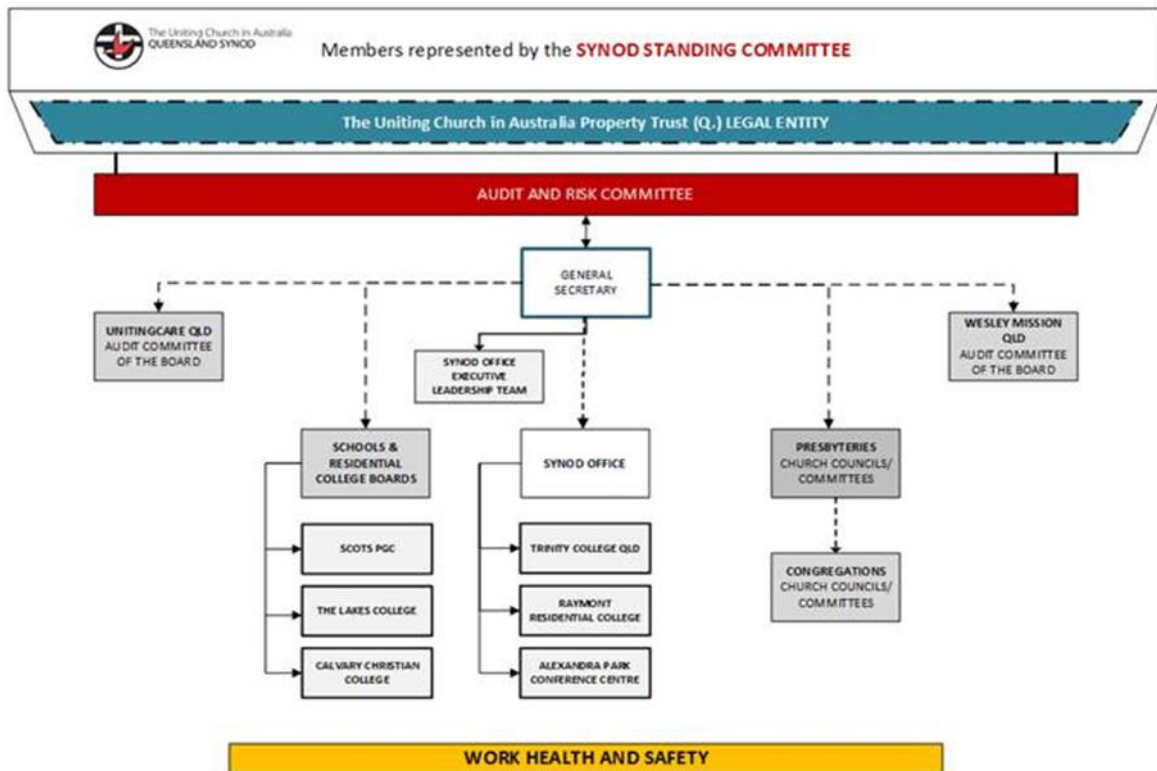 The Uniting Church in Australia
QUEENSLAND SYNOD
Members represented by the SYNOD STANDING COMMITTEE
The Uniting Church in Australia Property Trust (Q.) LEGAL ENTITY
AUDIT AND RISK COMMITTEE
GENERAL
SECRETARY
UNITINGCARE QLD
AUDIT COMMITTEE
OF THE BOARD
WESLEY MISSION
QLD
AUDIT COMMITTEE
OF THE BOARD
SYNOD OFFICE
EXECUTIVE
LEADERSHIP TEAM
SCHOOLS &
RESIDENTIAL
COLLEGE BOARDS
SYNOD OFFICE
PRESBYTERIES
CHURCH COUNCILS/
COMMITTEES
SCOTS PGC
TRINITY COLLEGE QLD
CONGREGATIONS
CHURCH COUNCILS/
COMMITTEES
THE LAKES COLLEGE
RAYMONT
RESIDENTIAL COLLEGE
CALVARY CHRISTIAN
COLLEGE
ALEXANDRA PARK
CONFERENCE CENTRE
WORK HEALTH AND SAFETY